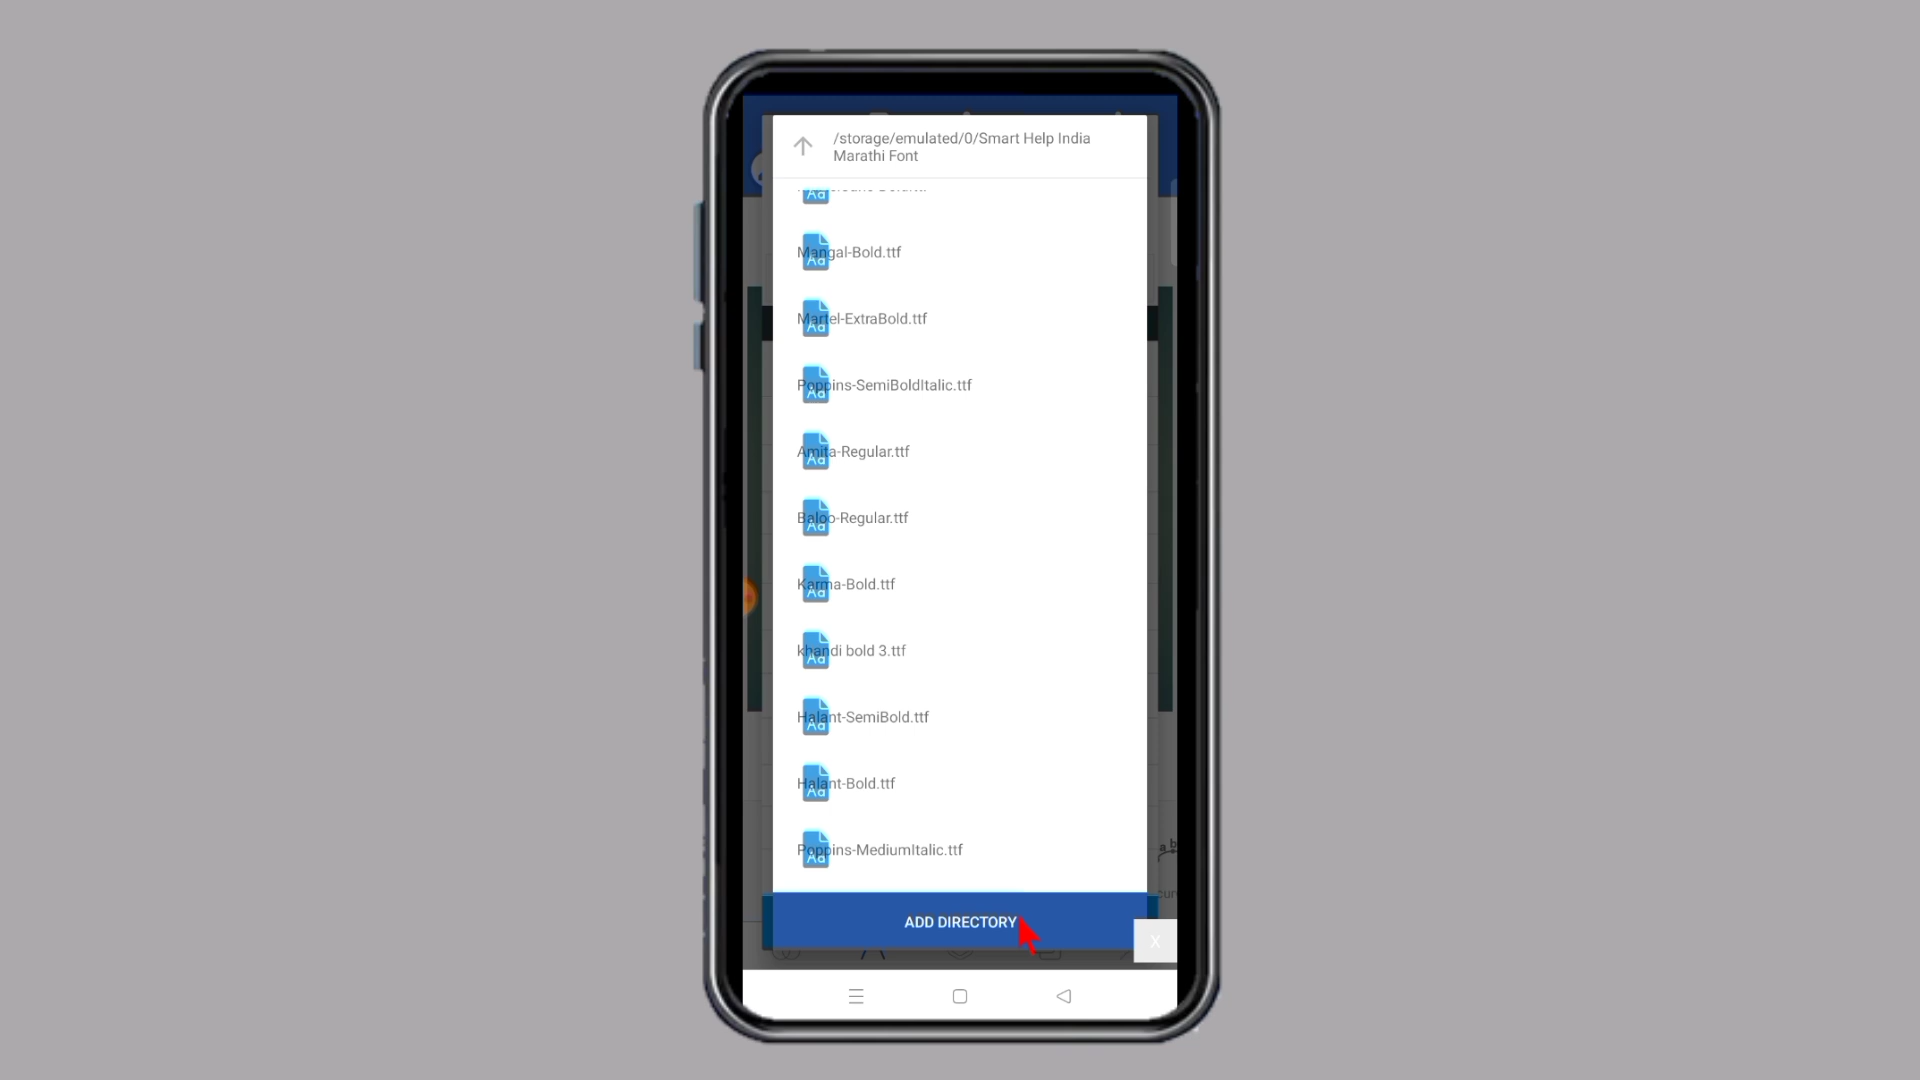 /storage/emulated/0/Smart Help India
Marathi Font
Mangal-Bold.ttf
Martel-ExtraBold.ttf
Poppins-SemiBoldItalic.ttf
Amita-Regular.ttf
Baloo-Regular.ttf
Karma-Bold.ttf
khandi bold 3.ttf
Halant-SemiBold.ttf
Halant-Bold.ttf
Poppins-MediumItalic.ttf
ADD DIRECTORY
X